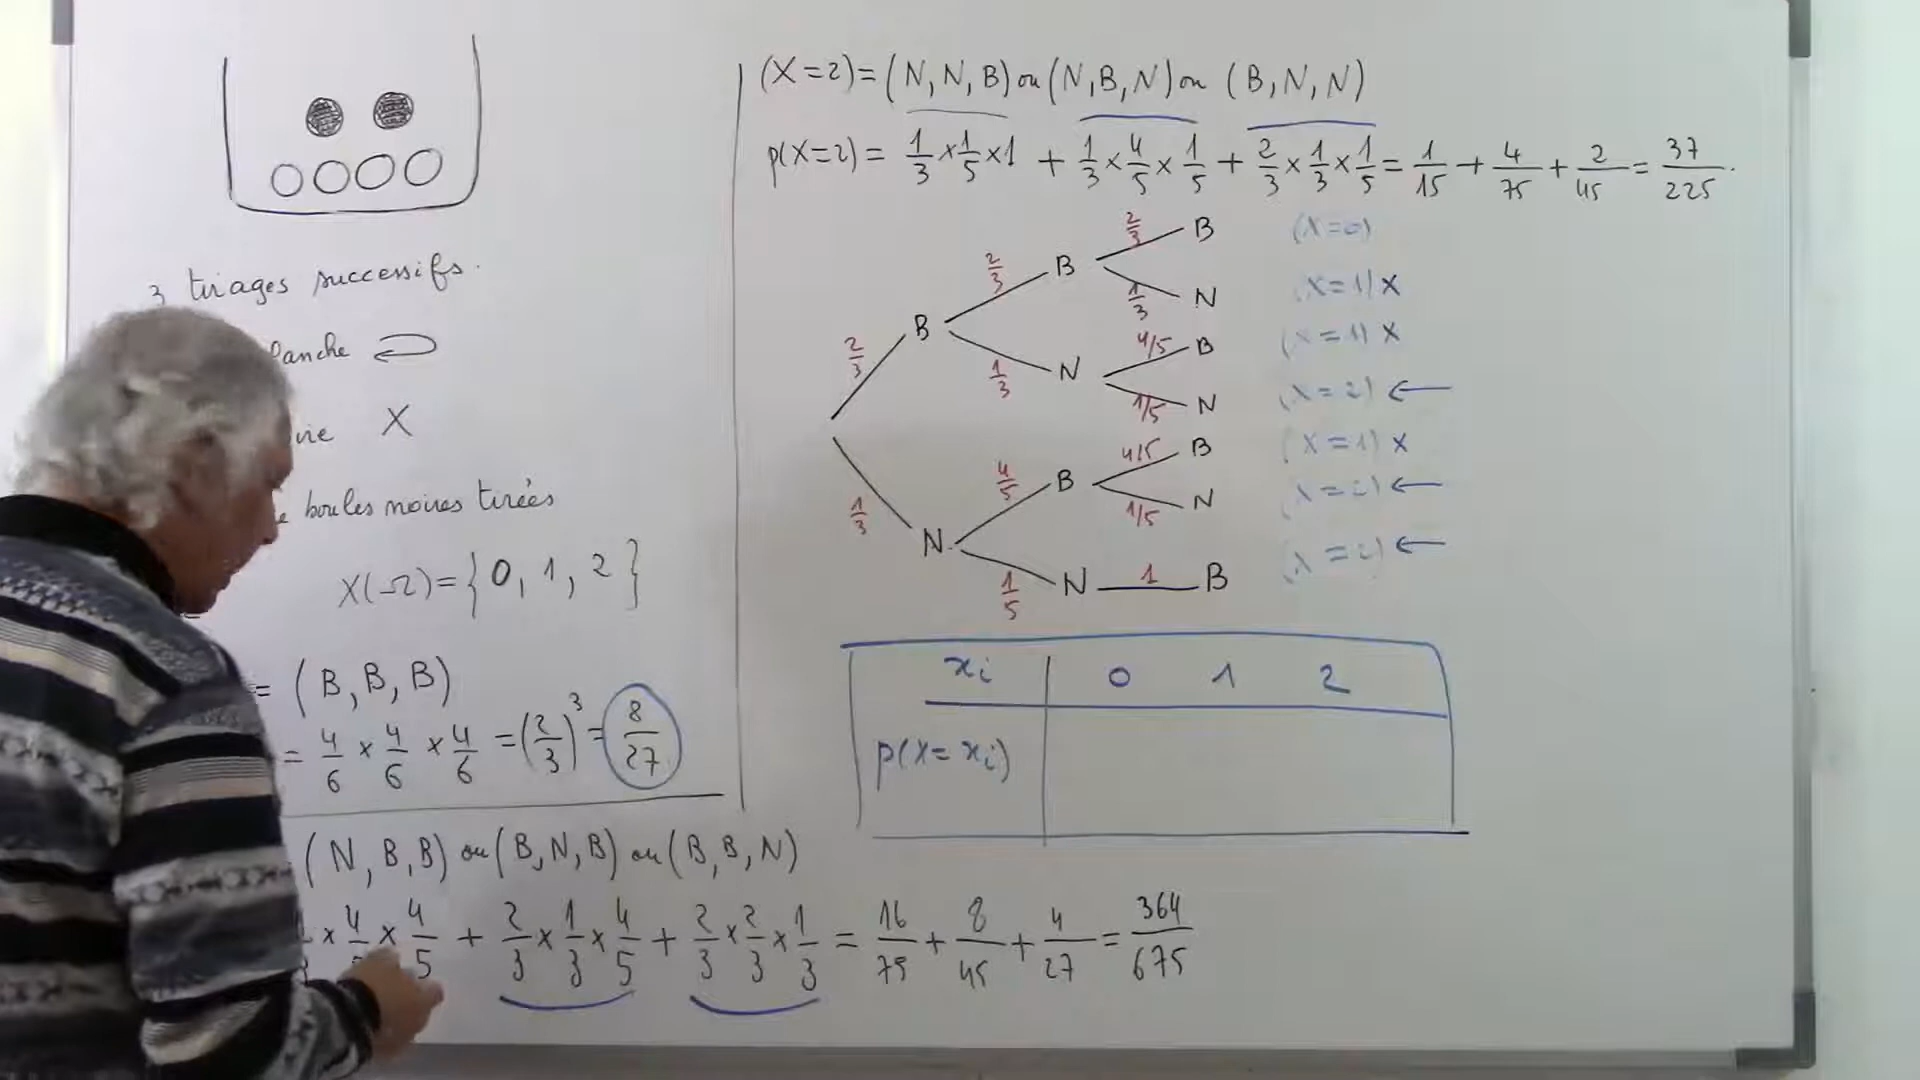 3 tirages successifs.
lanche
vie X
e boules noires tirées
X(Ω)={0, 1, 2}
= (B, B, B)
= 4/6 × 4/6 × 4/6 = (2/3)³ = 8/27
(N, B, B) ou (B, N, B) ou (B, B, N)
× 4/5 × 4/5 + 2/3 × 1/3 × 4/5 + 2/3 × 2/3 × 1/3 = 16/75 + 8/45 + 4/27 = 364/675
(X=2)=(N, N, B) ou (N, B, N) ou (B, N, N)
p(X=2) = 1/3 × 1/5 × 1 + 1/3 × 4/5 × 1/5 + 2/3 × 1/3 × 1/5 = 1/15 + 4/75 + 2/45 = 37/225.
2/3 B (X=0)
2/3 B
1/3 N (X=1) X
2/3 B
4/5 B (X=1) X
1/3 N
1/5 N (X=2) ←
4/5 B (X=1) X
4/5 B
1/5 N (X=2) ←
1/3 N
1/5 N 1 B (X=2) ←
xi 0 1 2
p(X=xi)